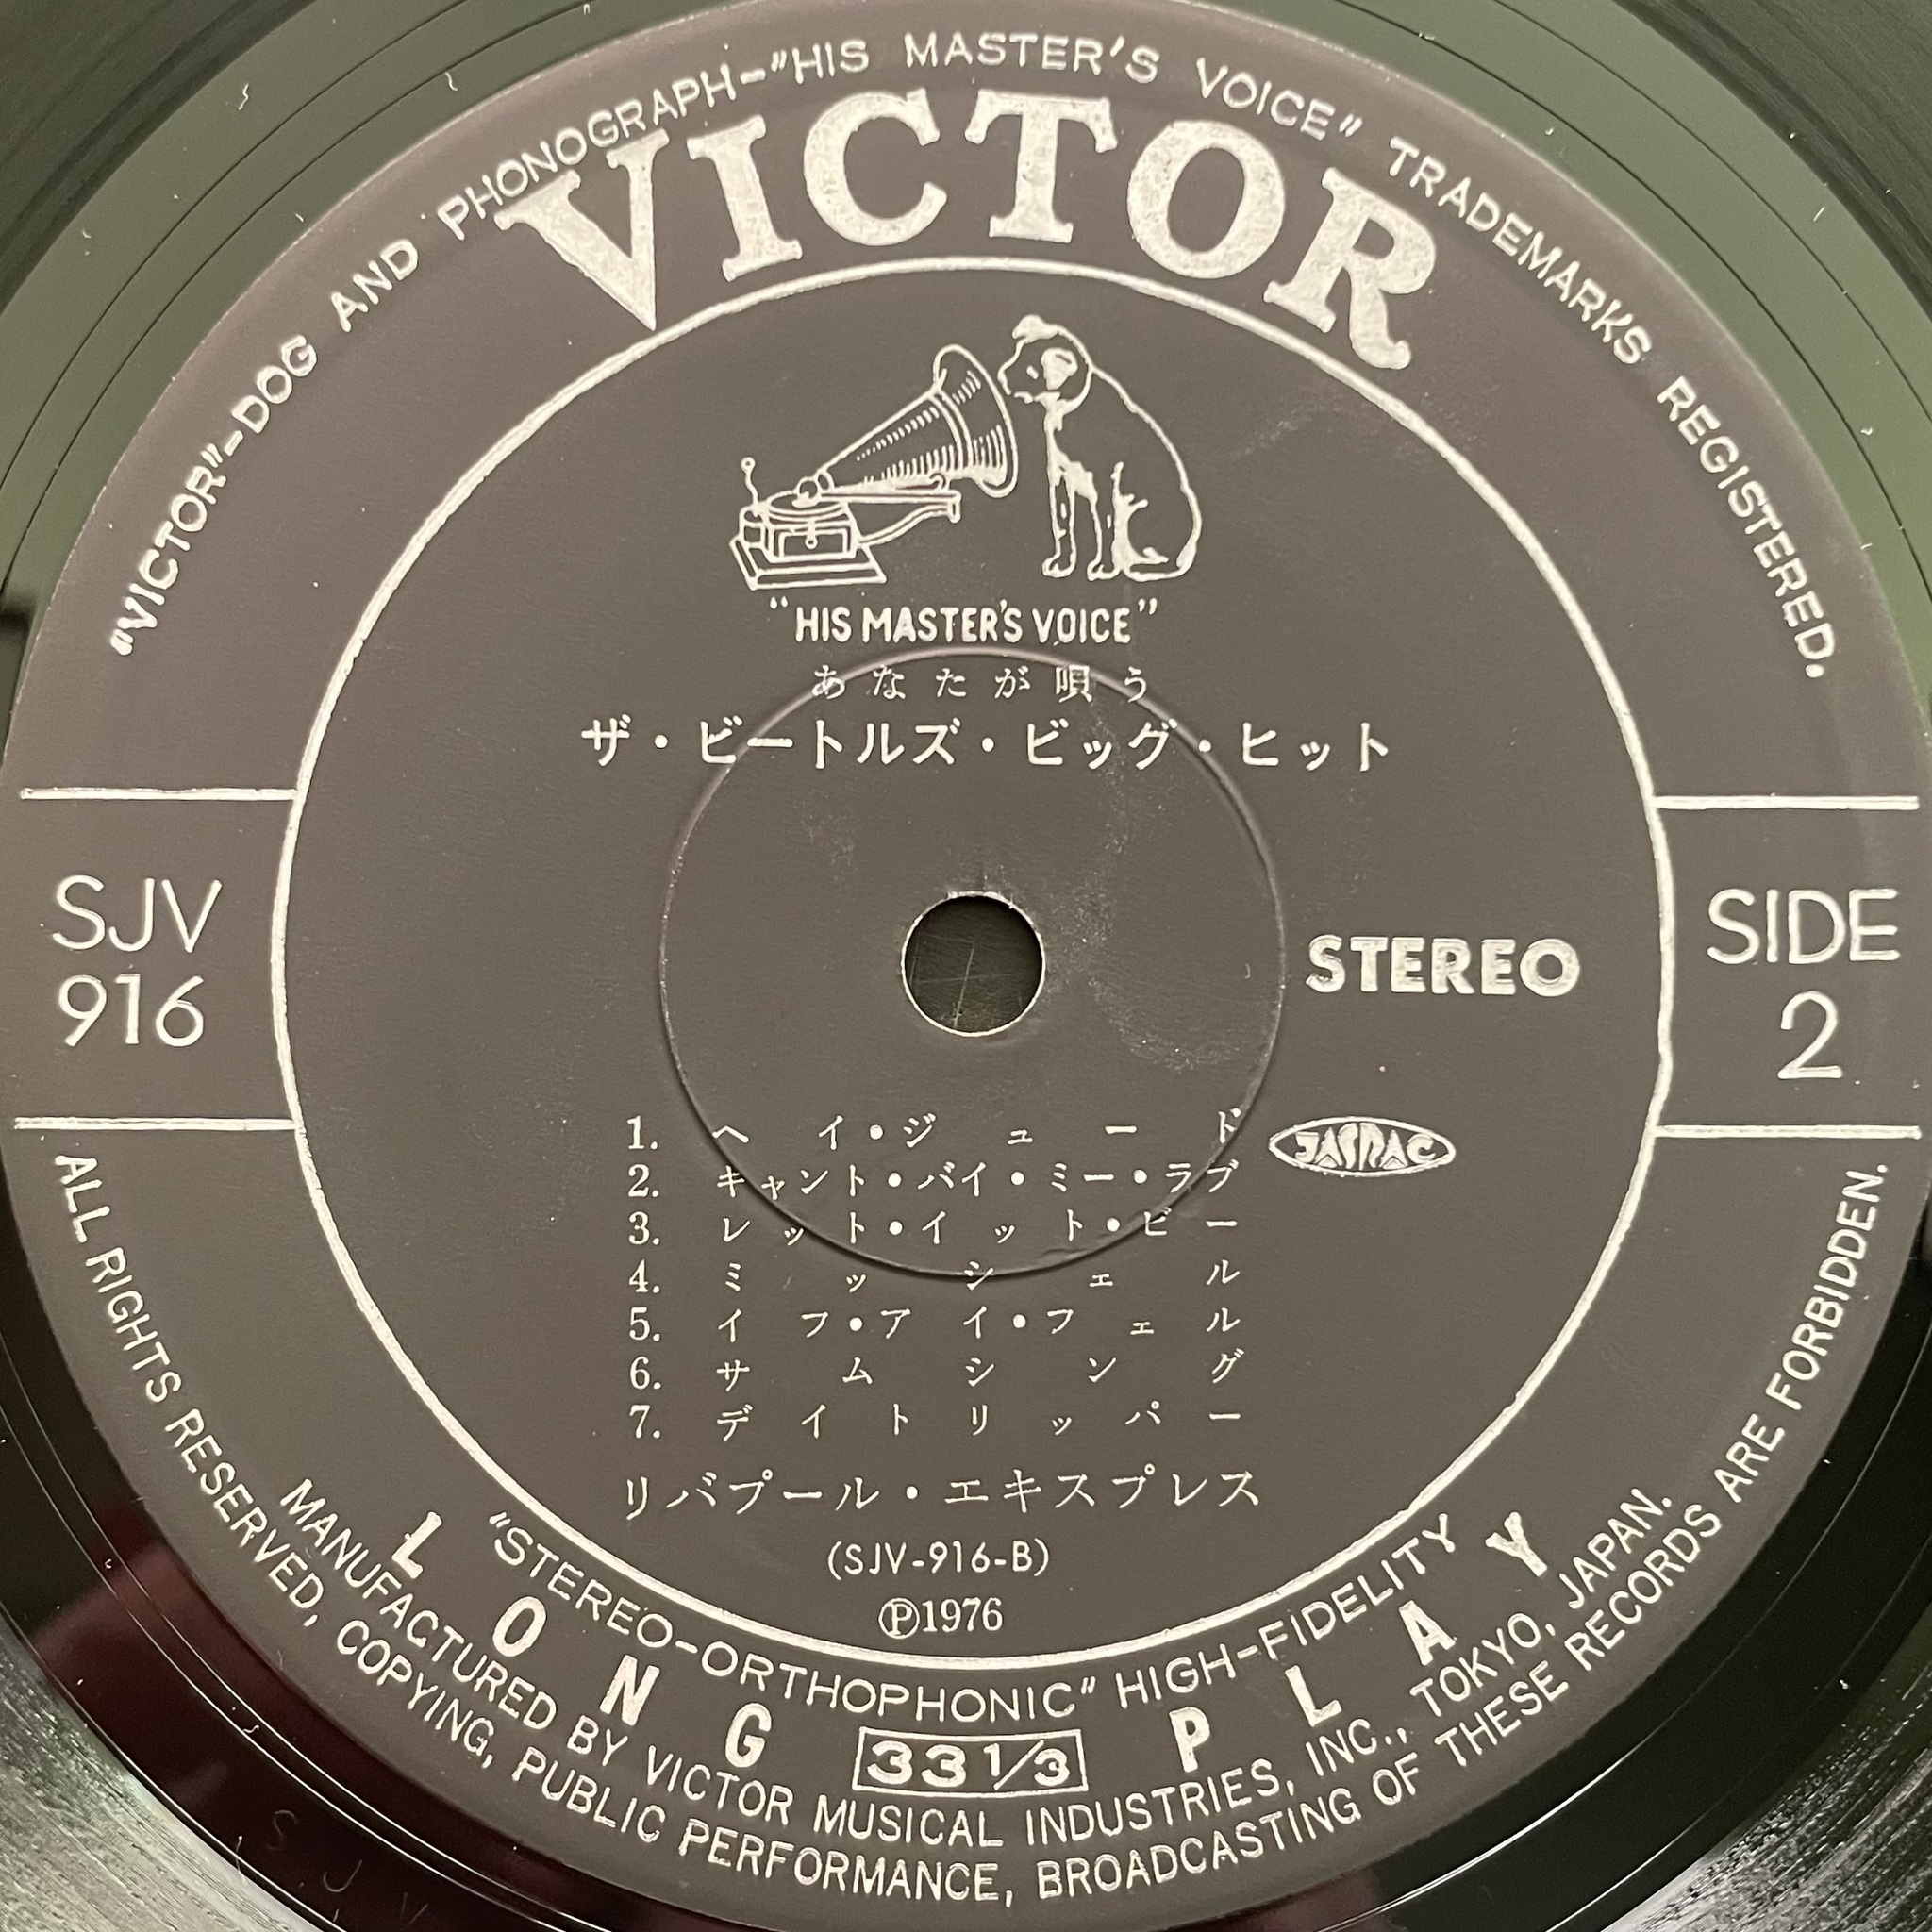 "VICTOR"-DOG AND PHONOGRAPH-"HIS MASTER'S VOICE" TRADEMARKS REGISTERED.
VICTOR
"HIS MASTER'S VOICE"
あなたが唄う
ザ・ビートルズ・ビッグ・ヒット
SJV
916
STEREO
SIDE
2
1. ヘイ・ジュード
JASRAC
2. キャント・バイ・ミー・ラブ
3. レット・イット・ビー
4. ミッシェル
5. イフ・アイ・フェル
6. サムシング
7. デイトリッパー
リバプール・エキスプレス
(SJV-916-B)
Ⓟ1976
"STEREO-ORTHOPHONIC" HIGH-FIDELITY
LONG 33 1/3 PLAY
MANUFACTURED BY VICTOR MUSICAL INDUSTRIES, INC., TOKYO, JAPAN.
ALL RIGHTS RESERVED, COPYING, PUBLIC PERFORMANCE, BROADCASTING OF THESE RECORDS ARE FORBIDDEN.
S J V